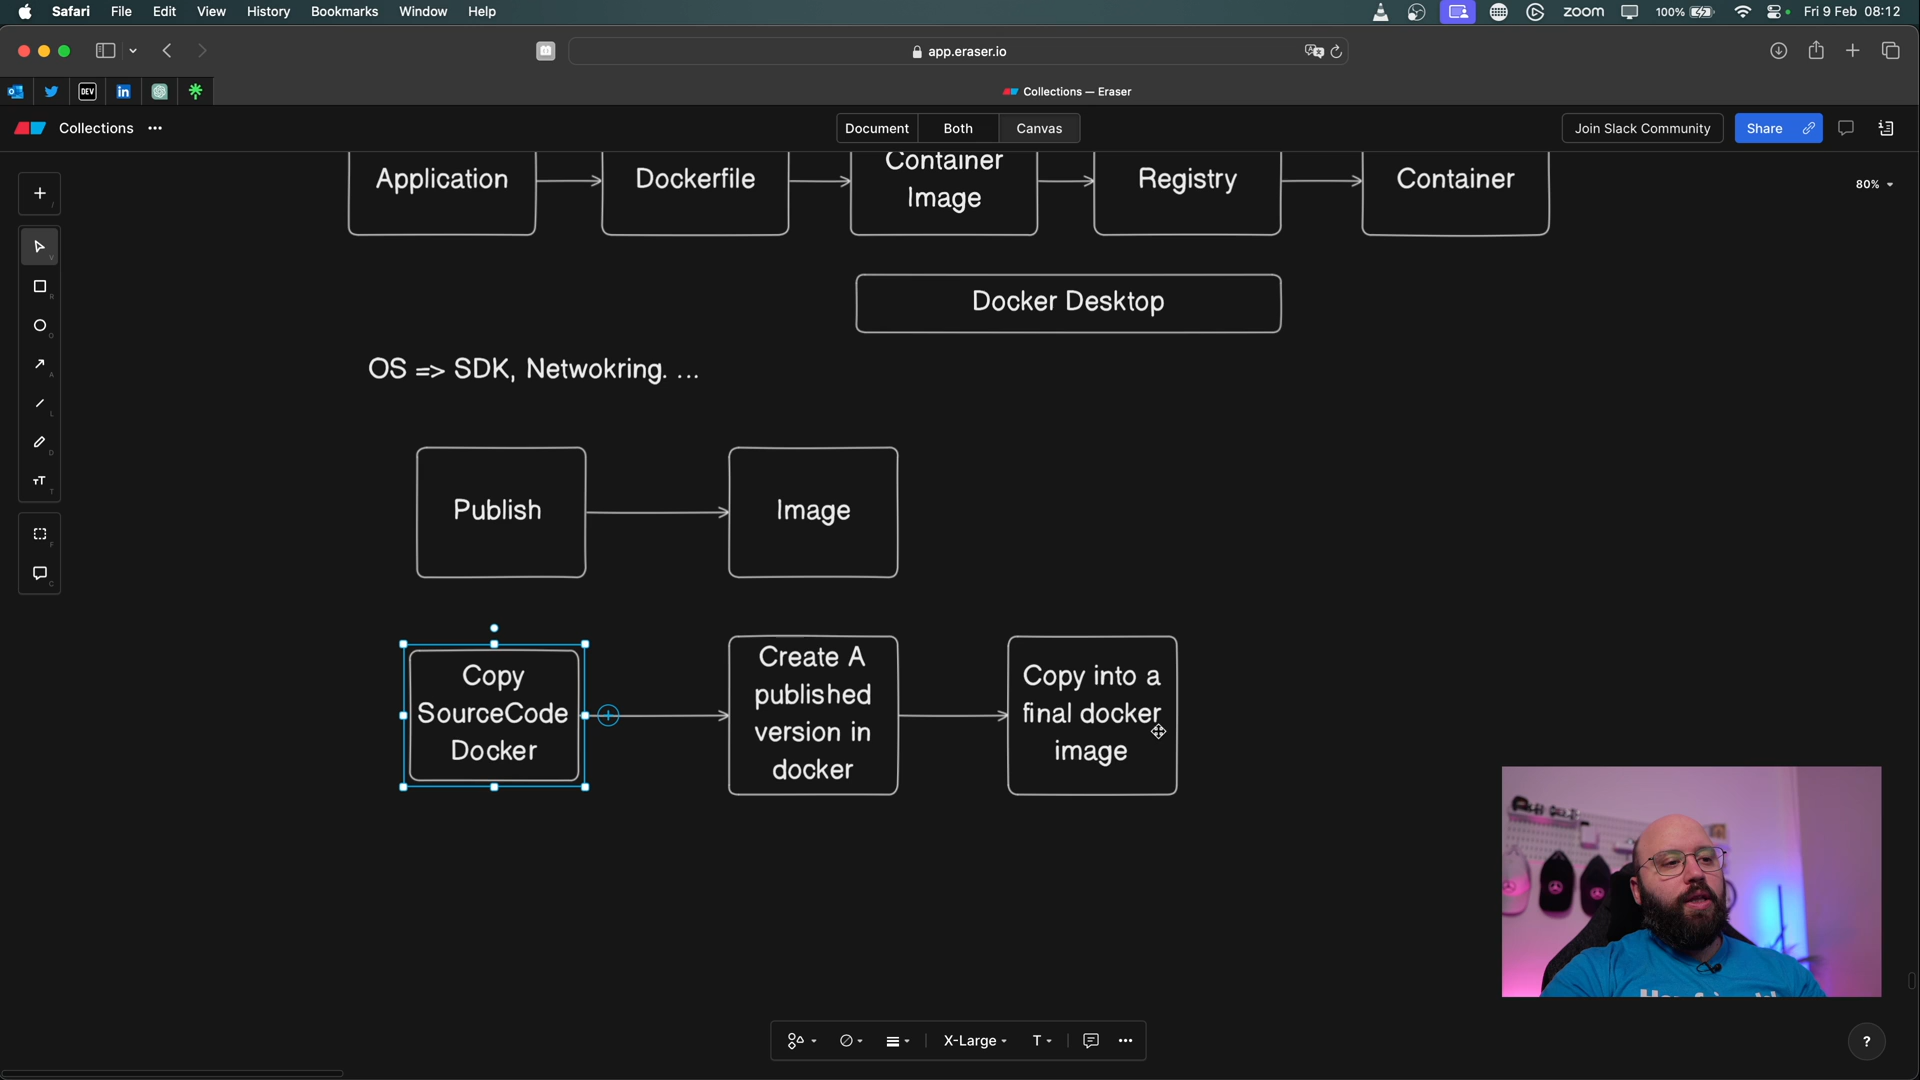 Safari File Edit View History Bookmarks Window Help
zoom 100% Fri 9 Feb 08:12
app.eraser.io
DEV in
Collections — Eraser
Collections ...
Document Both Canvas
Join Slack Community Share
80%
Application
Dockerfile
Container
Image
Registry
Container
Docker Desktop
OS => SDK, Netwokring. ...
Publish
Image
Copy
SourceCode
Docker
Create A
published
version in
docker
Copy into a
final docker
image
X-Large T ...
?